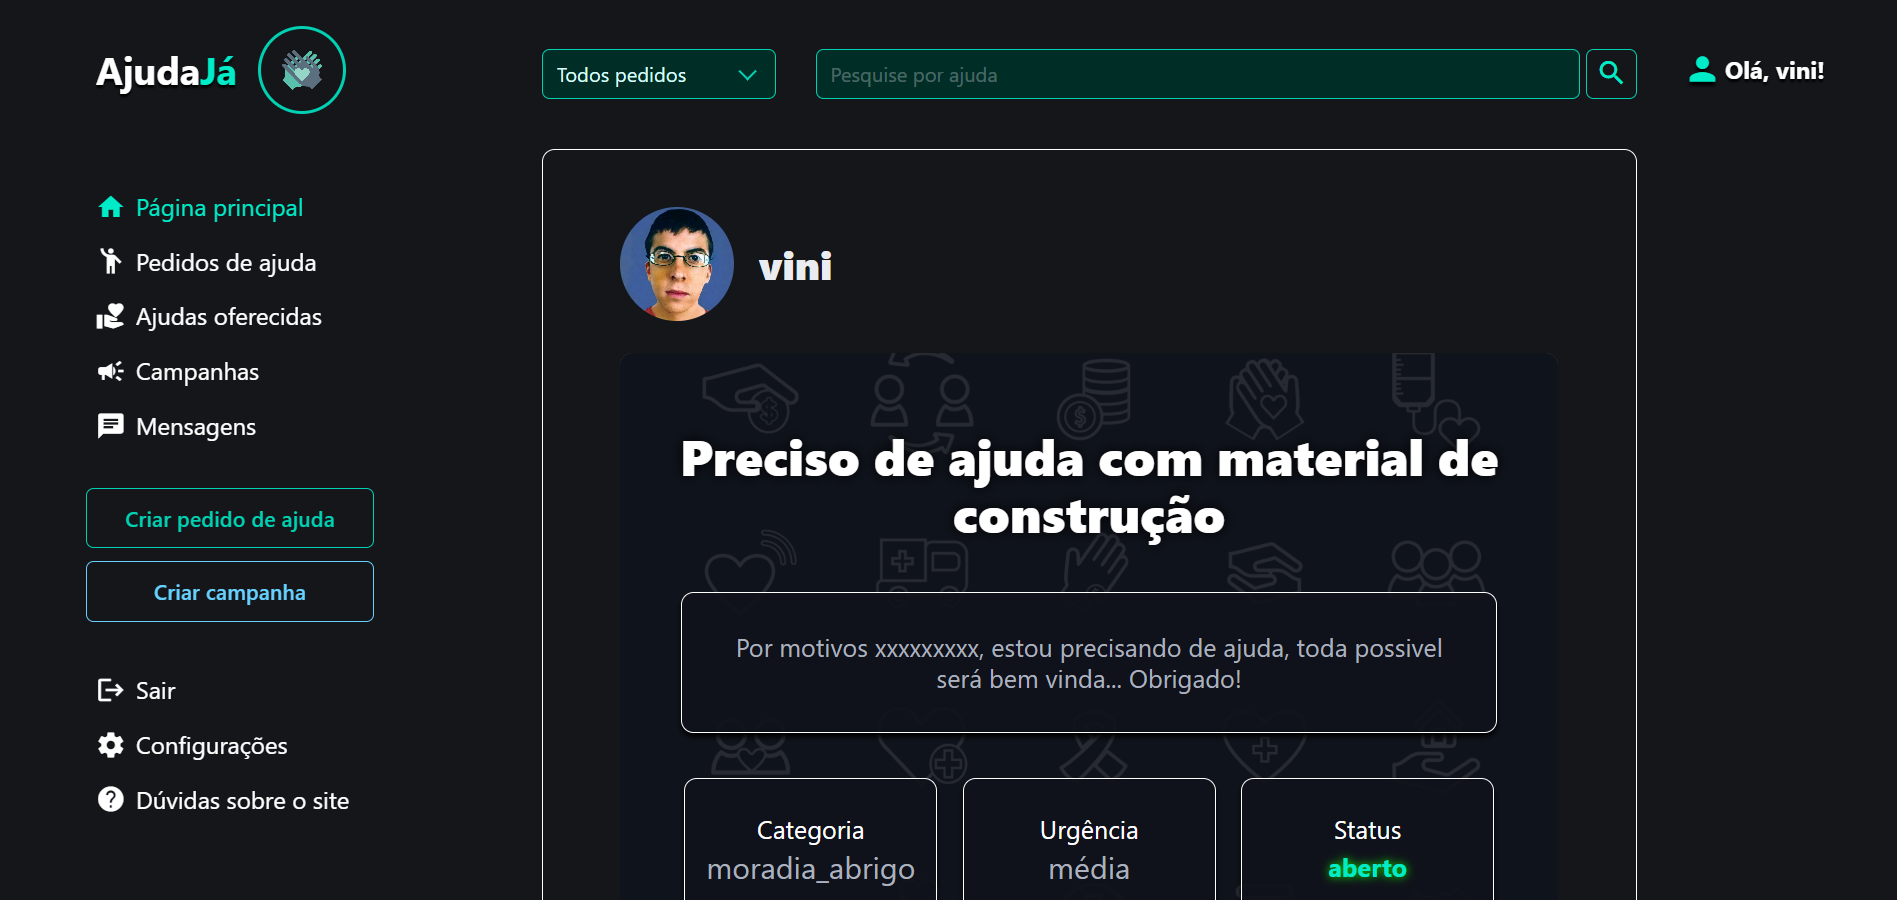 AjudaJá
Todos pedidos
Pesquise por ajuda
Olá, vini!
Página principal
Pedidos de ajuda
Ajudas oferecidas
Campanhas
Mensagens
Criar pedido de ajuda
Criar campanha
Sair
Configurações
Dúvidas sobre o site
vini
Preciso de ajuda com material de
construção
Por motivos xxxxxxxxx, estou precisando de ajuda, toda possivel
será bem vinda... Obrigado!
Categoria
moradia_abrigo
Urgência
média
Status
aberto